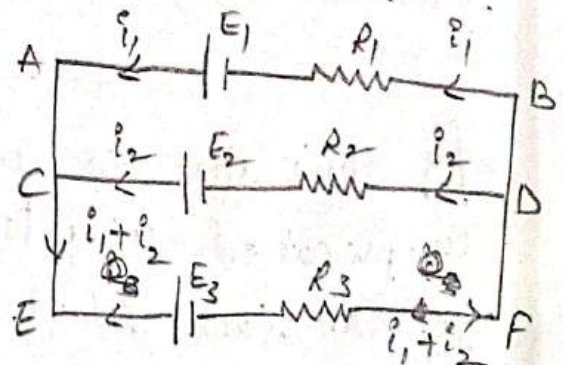 i₁ E₁ R₁ i₁
A B
i₂ E₂ R₂ i₂
C D
i₁+i₂
E₃ R₃
E F
i₁+i₂